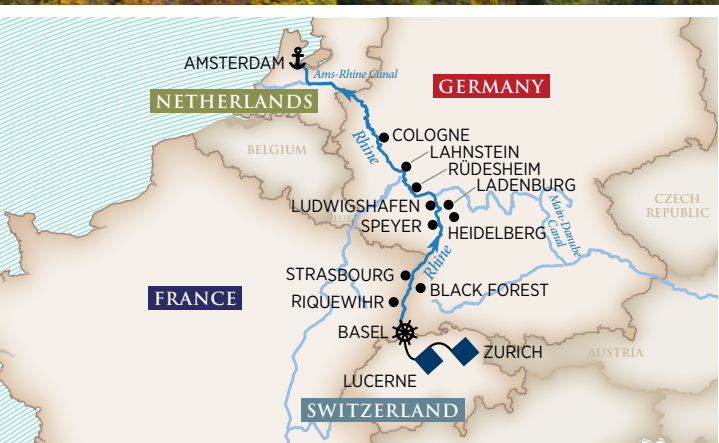 AMSTERDAM
Ams-Rhine Canal
GERMANY
NETHERLANDS
COLOGNE
Rhine
BELGIUM
LAHNSTEIN
RÜDESHEIM
LADENBURG
LUDWIGSHAFEN
CZECH
REPUBLIC
LUX
SPEYER
HEIDELBERG
Main-Danube
Canal
Rhine
STRASBOURG
BLACK FOREST
FRANCE
RIQUEWIHR
BASEL
ZURICH
AUSTRIA
LUCERNE
SWITZERLAND